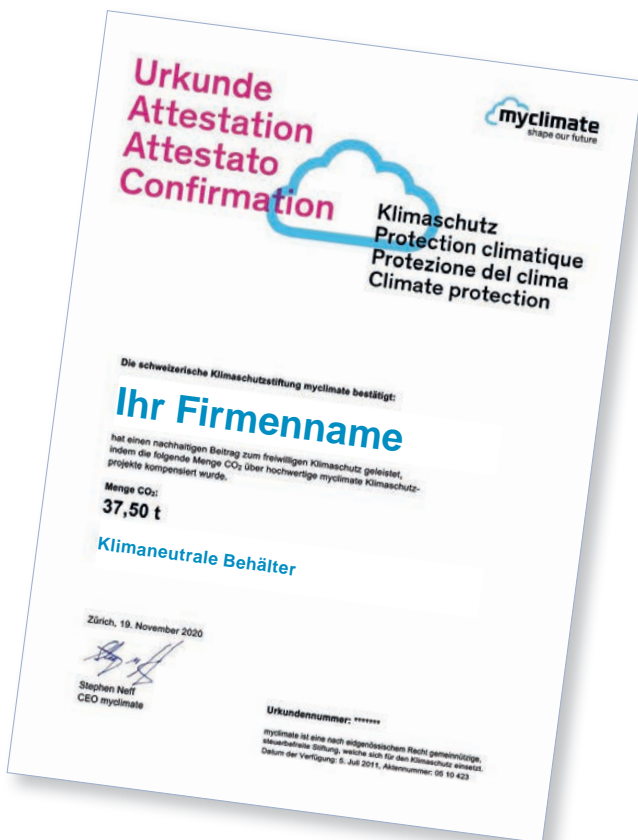 Urkunde
Attestation
Attestato
Confirmation
myclimate
shape our future
Klimaschutz
Protection climatique
Protezione del clima
Climate protection
Die schweizerische Klimaschutzstiftung myclimate bestätigt:
Ihr Firmenname
hat einen nachhaltigen Beitrag zum freiwilligen Klimaschutz geleistet,
indem die folgende Menge CO₂ über hochwertige myclimate Klimaschutz-
projekte kompensiert wurde.
Menge CO₂:
37,50 t
Klimaneutrale Behälter
Zürich, 19. November 2020
Stephen Neff
CEO myclimate
Urkundennummer: *******
myclimate ist eine nach eidgenössischem Recht gemeinnützige,
steuerbefreite Stiftung, welche sich für den Klimaschutz einsetzt.
Datum der Verfügung: 5. Juli 2011, Aktennummer: 05 10 423